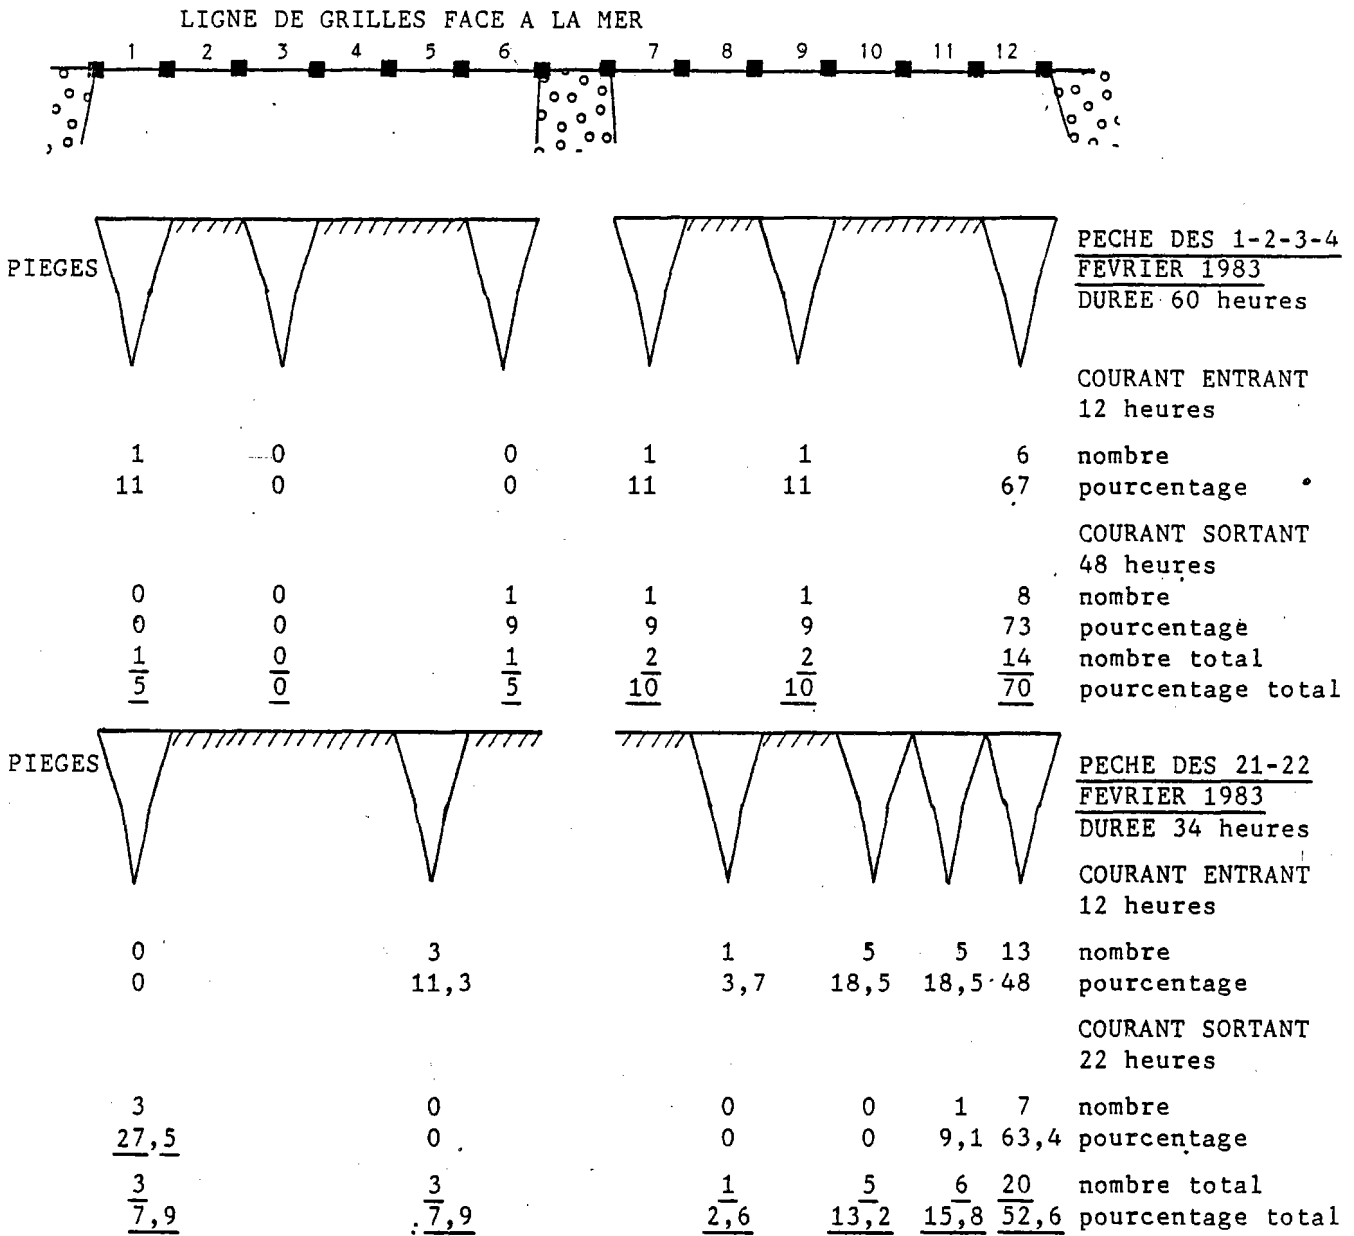 LIGNE DE GRILLES FACE A LA MER
1 2 3 4 5 6 7 8 9 10 11 12
PIEGES
PECHE DES 1-2-3-4
FEVRIER 1983
DUREE 60 heures
COURANT ENTRANT
12 heures
1 0 0 1 1 6 nombre
11 0 0 11 11 67 pourcentage
COURANT SORTANT
48 heures
0 0 1 1 1 8 nombre
0 0 9 9 9 73 pourcentage
1 0 1 2 2 14 nombre total
5 0 5 10 10 70 pourcentage total
PIEGES
PECHE DES 21-22
FEVRIER 1983
DUREE 34 heures
COURANT ENTRANT
12 heures
0 3 1 5 5 13 nombre
0 11,3 3,7 18,5 18,5 48 pourcentage
COURANT SORTANT
22 heures
3 0 0 0 1 7 nombre
27,5 0 0 0 9,1 63,4 pourcentage
3 3 1 5 6 20 nombre total
7,9 7,9 2,6 13,2 15,8 52,6 pourcentage total